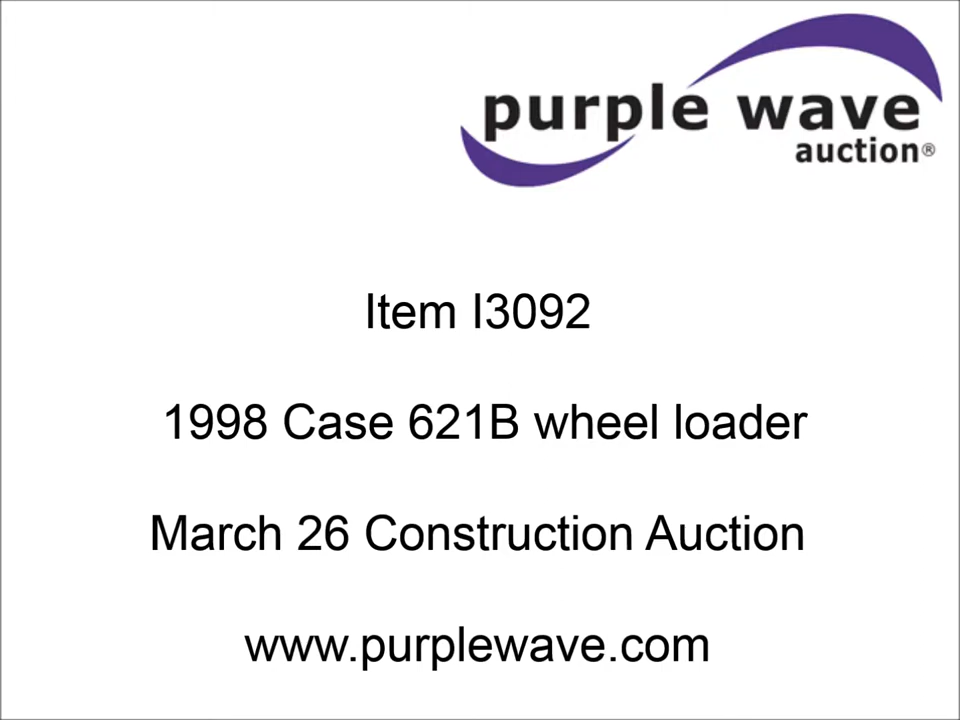 purple wave
auction®
Item I3092
1998 Case 621B wheel loader
March 26 Construction Auction
www.purplewave.com